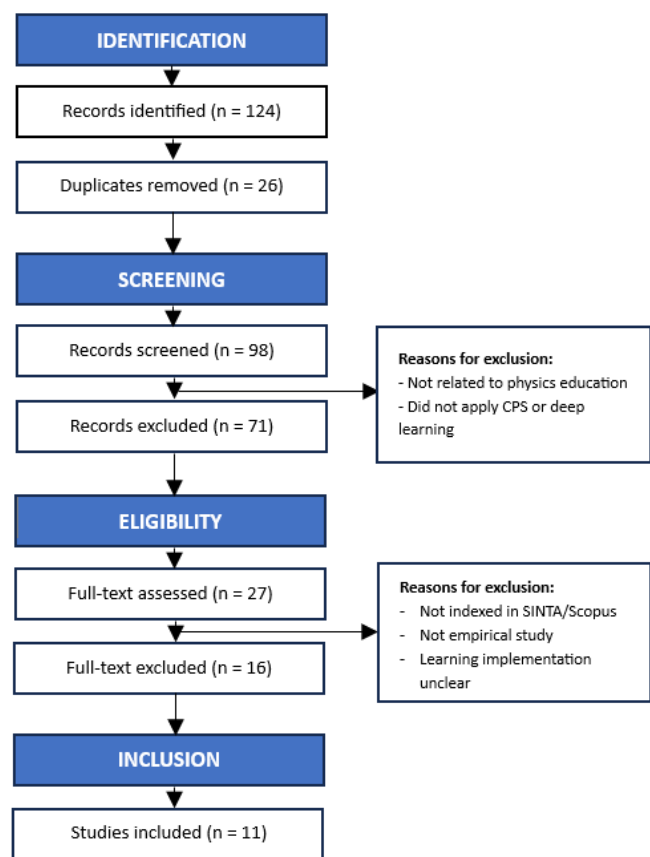 IDENTIFICATION
Records identified (n = 124)
Duplicates removed (n = 26)
SCREENING
Records screened (n = 98)
Reasons for exclusion:
- Not related to physics education
- Did not apply CPS or deep
learning
Records excluded (n = 71)
ELIGIBILITY
Full-text assessed (n = 27)
Reasons for exclusion:
- Not indexed in SINTA/Scopus
- Not empirical study
- Learning implementation
unclear
Full-text excluded (n = 16)
INCLUSION
Studies included (n = 11)